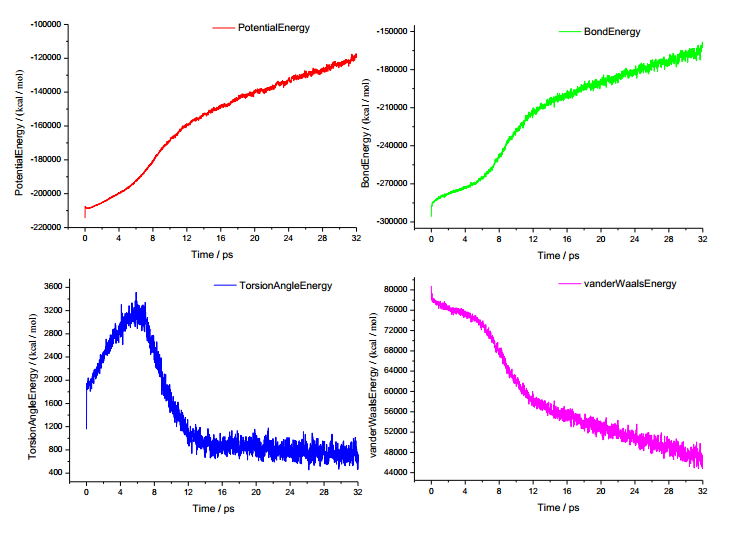 PotentialEnergy
PotentialEnergy / (kcal / mol)
-100000
-120000
-140000
-160000
-180000
-200000
-220000
0 4 8 12 16 20 24 28 32
Time / ps
BondEnergy
BondEnergy / (kcal / mol)
-150000
-180000
-210000
-240000
-270000
-300000
0 4 8 12 16 20 24 28 32
Time / ps
TorsionAngleEnergy
TorsionAngleEnergy / (kcal / mol)
3600
3200
2800
2400
2000
1600
1200
800
400
0 4 8 12 16 20 24 28 32
Time / ps
vanderWaalsEnergy
vanderWaalsEnergy / (kcal / mol)
80000
76000
72000
68000
64000
60000
56000
52000
48000
44000
0 4 8 12 16 20 24 28 32
Time / ps